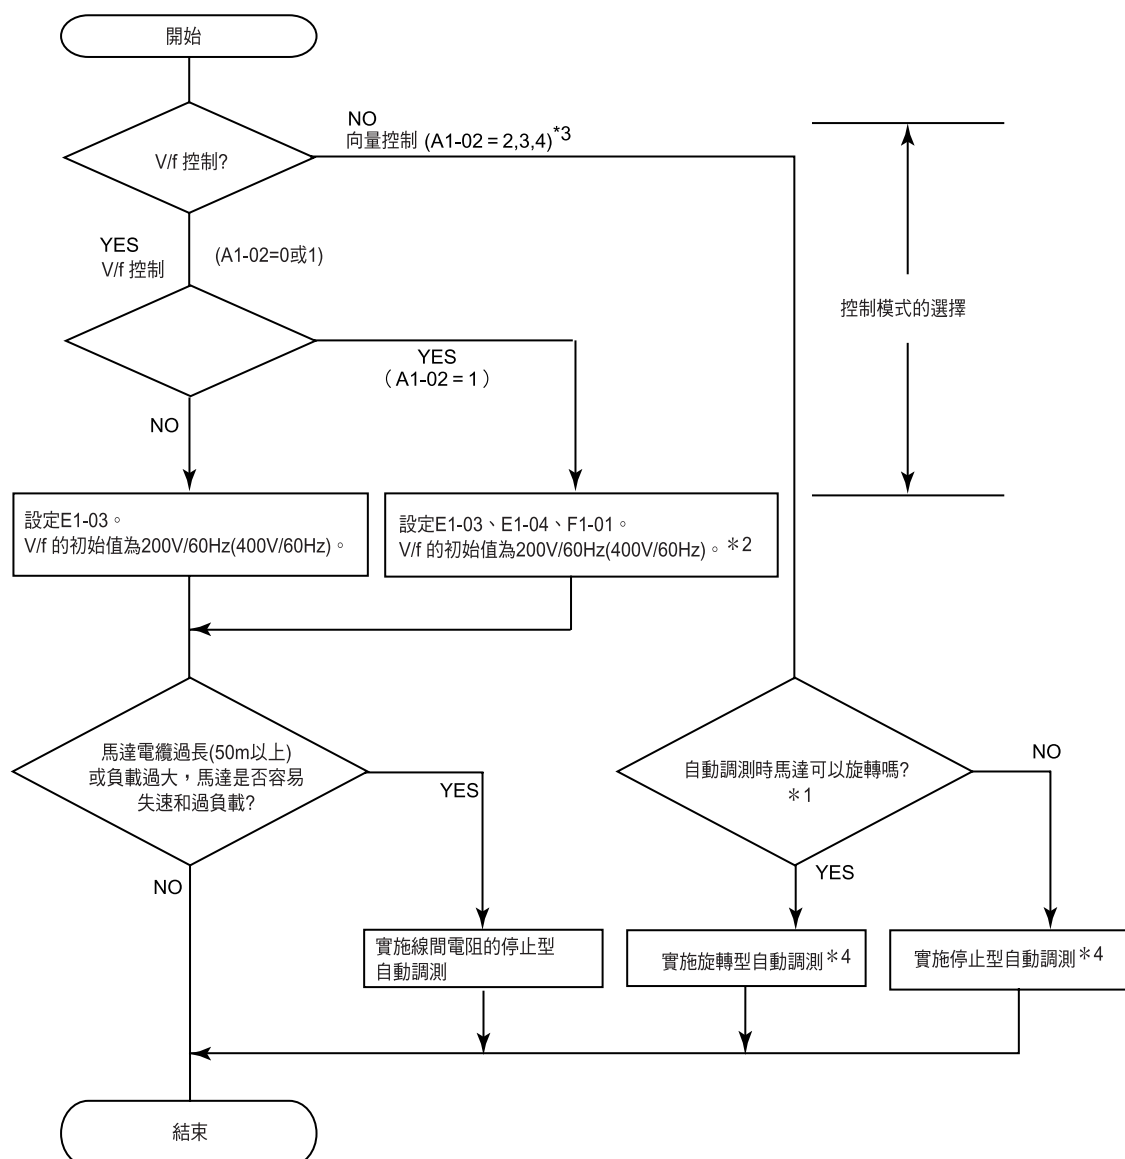 開始
NO
向量控制 (A1-02 = 2,3,4)*3
V/f 控制?
YES
V/f 控制
(A1-02=0或1)
控制模式的選擇
YES
( A1-02 = 1 )
NO
設定E1-03。
V/f 的初始值為200V/60Hz(400V/60Hz)。
設定E1-03、E1-04、F1-01。
V/f 的初始值為200V/60Hz(400V/60Hz)。*2
馬達電纜過長(50m以上)
或負載過大，馬達是否容易
失速和過負載?
YES
自動調測時馬達可以旋轉嗎?
*1
NO
NO
YES
實施線間電阻的停止型
自動調測
實施旋轉型自動調測*4
實施停止型自動調測*4
結束